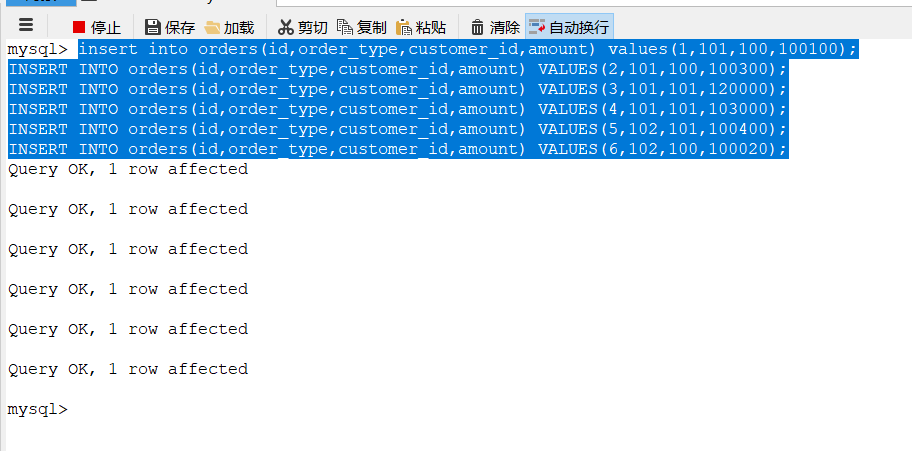 停止 保存 加载 剪切 复制 粘贴 清除 自动换行
mysql> insert into orders(id,order_type,customer_id,amount) values(1,101,100,100100);
INSERT INTO orders(id,order_type,customer_id,amount) VALUES(2,101,100,100300);
INSERT INTO orders(id,order_type,customer_id,amount) VALUES(3,101,101,120000);
INSERT INTO orders(id,order_type,customer_id,amount) VALUES(4,101,101,103000);
INSERT INTO orders(id,order_type,customer_id,amount) VALUES(5,102,101,100400);
INSERT INTO orders(id,order_type,customer_id,amount) VALUES(6,102,100,100020);
Query OK, 1 row affected
Query OK, 1 row affected
Query OK, 1 row affected
Query OK, 1 row affected
Query OK, 1 row affected
Query OK, 1 row affected
mysql>